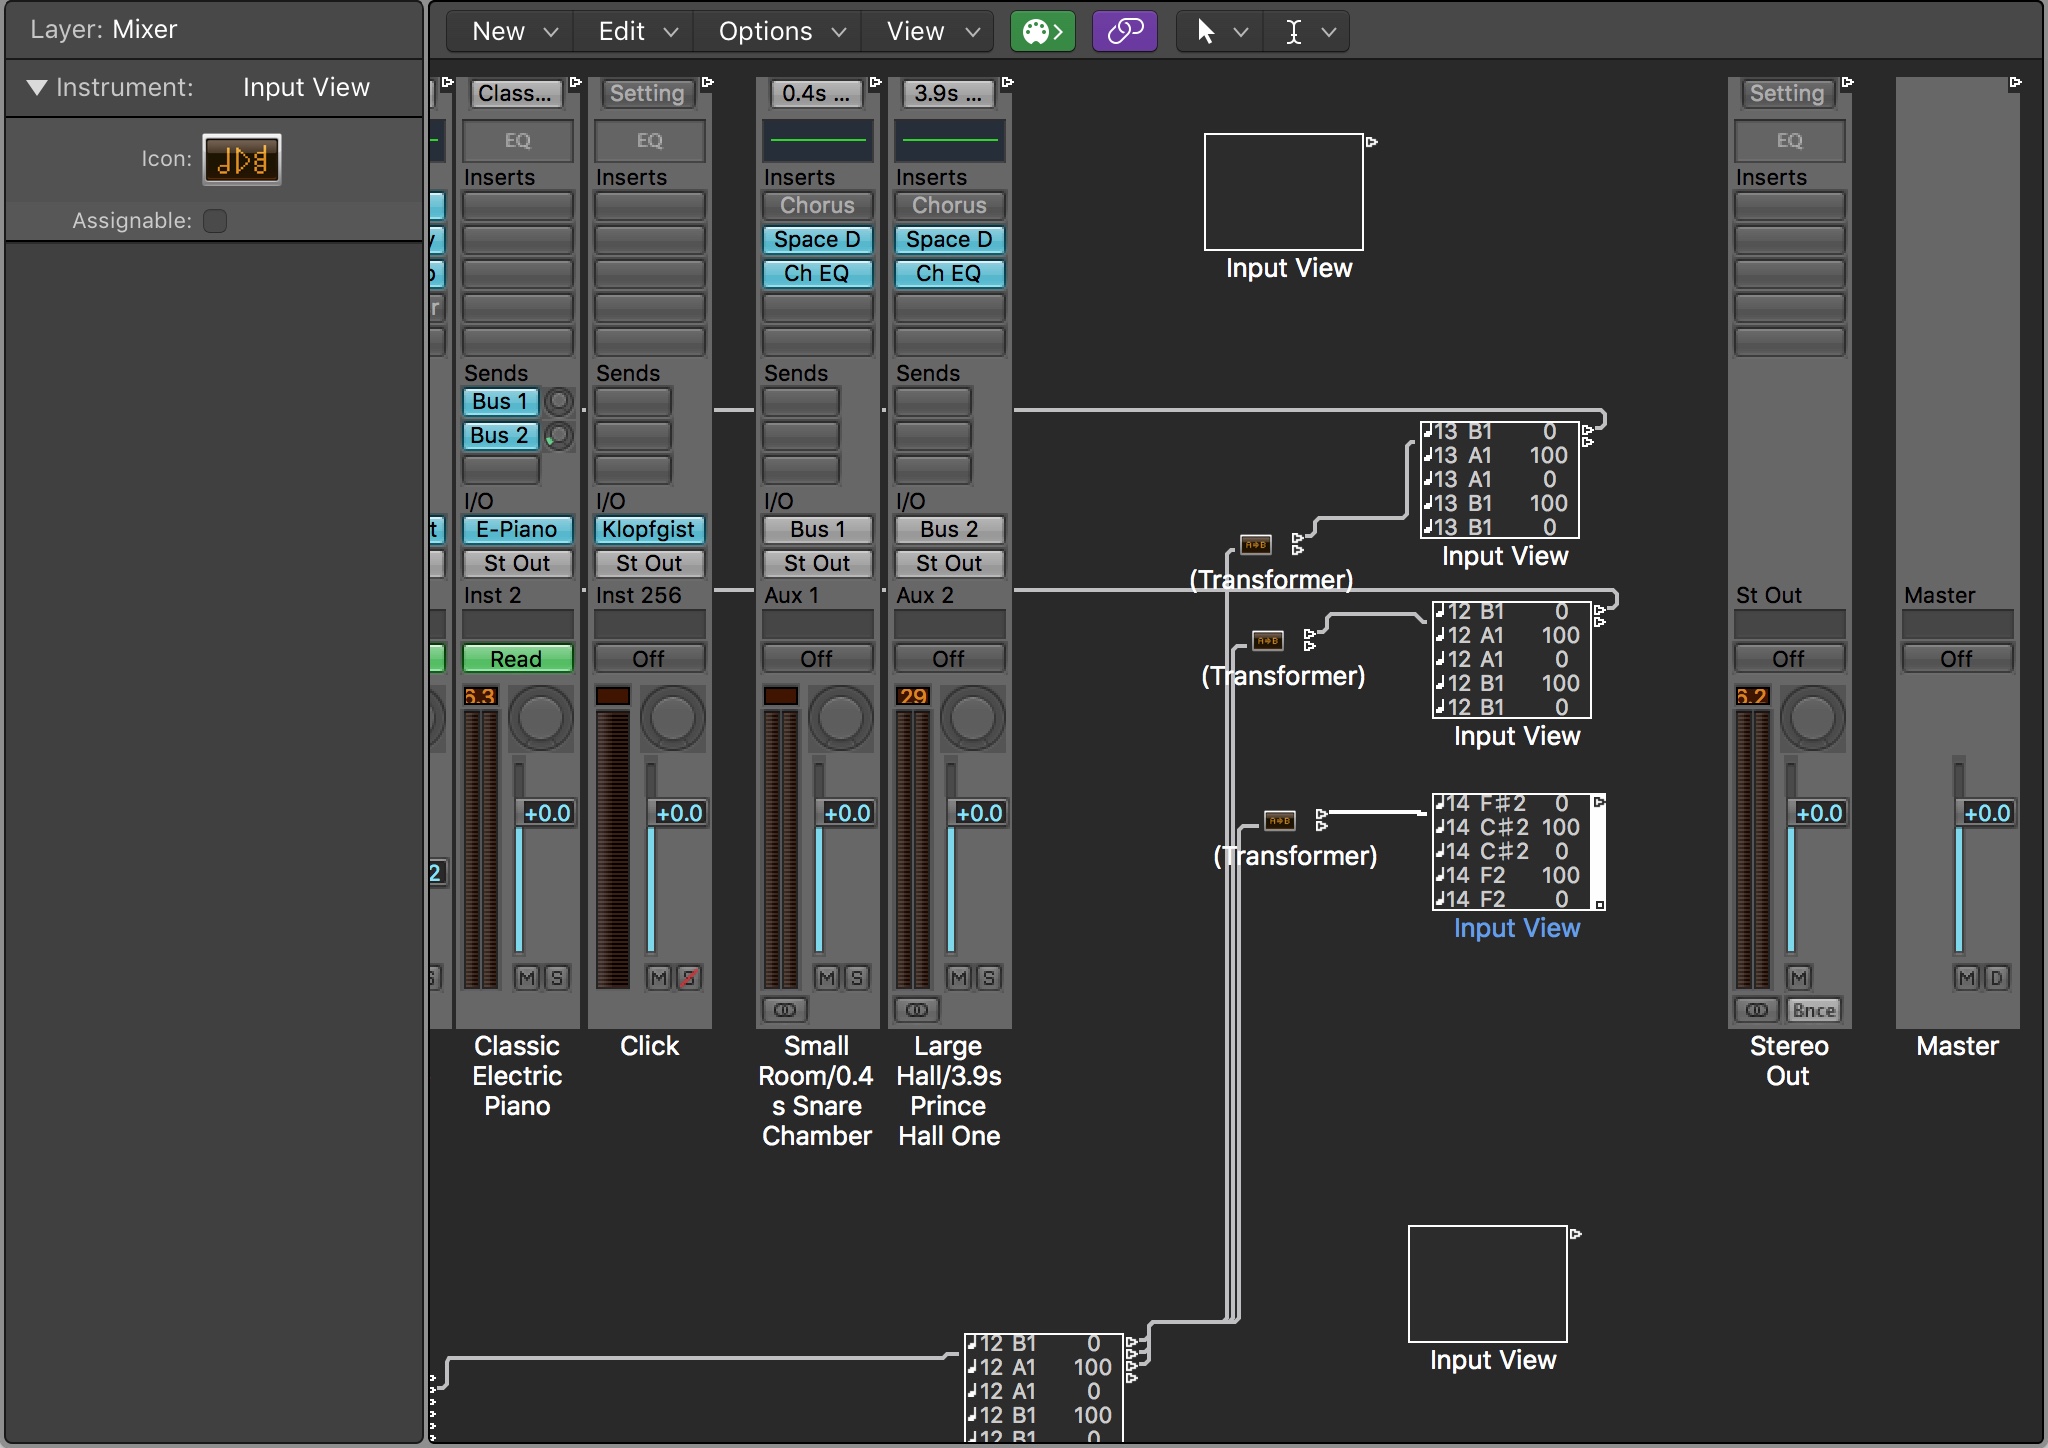 Layer: Mixer
Instrument: Input View
Icon:
Assignable:
New Edit Options View
Class... Setting 0.4s ... 3.9s ... Setting
EQ EQ EQ
Inserts Inserts Inserts Inserts Inserts
Chorus Chorus
Space D Space D
Ch EQ Ch EQ
Input View
Sends Sends Sends Sends
Bus 1
Bus 2
I/O I/O I/O I/O
E-Piano Klopfgist Bus 1 Bus 2
St Out St Out St Out St Out
Inst 2 Inst 256 Aux 1 Aux 2 St Out Master
Read Off Off Off Off Off
6.3 29 6.2
+0.0 +0.0 +0.0 +0.0 +0.0 +0.0
2
M S M S M S M S M M D
Bnce
Classic
Electric
Piano
Click
Small
Room/0.4
s Snare
Chamber
Large
Hall/3.9s
Prince
Hall One
Stereo
Out
Master
13 B1 0
13 A1 100
13 A1 0
13 B1 100
13 B1 0
Input View
(Transformer)
12 B1 0
12 A1 100
12 A1 0
12 B1 100
12 B1 0
Input View
(Transformer)
14 F♯2 0
14 C♯2 100
14 C♯2 0
14 F2 100
14 F2 0
Input View
(Transformer)
Input View
12 B1 0
12 A1 100
12 A1 0
12 B1 100
12 B1 0